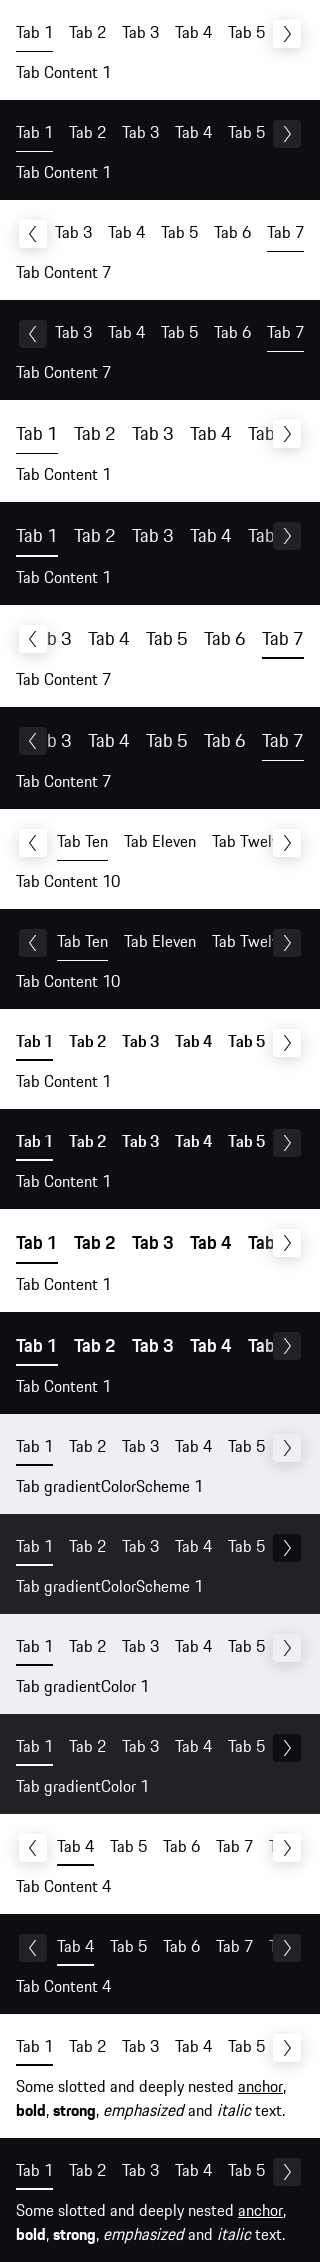 Tab 1 Tab 2 Tab 3 Tab 4 Tab 5
Tab Content 1
Tab 1 Tab 2 Tab 3 Tab 4 Tab 5
Tab Content 1
Tab 3 Tab 4 Tab 5 Tab 6 Tab 7
Tab Content 7
Tab 3 Tab 4 Tab 5 Tab 6 Tab 7
Tab Content 7
Tab 1 Tab 2 Tab 3 Tab 4 Tab
Tab Content 1
Tab 1 Tab 2 Tab 3 Tab 4 Tab
Tab Content 1
b 3 Tab 4 Tab 5 Tab 6 Tab 7
Tab Content 7
b 3 Tab 4 Tab 5 Tab 6 Tab 7
Tab Content 7
Tab Ten Tab Eleven Tab Twel
Tab Content 10
Tab Ten Tab Eleven Tab Twel
Tab Content 10
Tab 1 Tab 2 Tab 3 Tab 4 Tab 5
Tab Content 1
Tab 1 Tab 2 Tab 3 Tab 4 Tab 5
Tab Content 1
Tab 1 Tab 2 Tab 3 Tab 4 Tab
Tab Content 1
Tab 1 Tab 2 Tab 3 Tab 4 Tab
Tab Content 1
Tab 1 Tab 2 Tab 3 Tab 4 Tab 5
Tab gradientColorScheme 1
Tab 1 Tab 2 Tab 3 Tab 4 Tab 5
Tab gradientColorScheme 1
Tab 1 Tab 2 Tab 3 Tab 4 Tab 5
Tab gradientColor 1
Tab 1 Tab 2 Tab 3 Tab 4 Tab 5
Tab gradientColor 1
Tab 4 Tab 5 Tab 6 Tab 7
Tab Content 4
Tab 4 Tab 5 Tab 6 Tab 7
Tab Content 4
Tab 1 Tab 2 Tab 3 Tab 4 Tab 5
Some slotted and deeply nested anchor,
bold, strong, emphasized and italic text.
Tab 1 Tab 2 Tab 3 Tab 4 Tab 5
Some slotted and deeply nested anchor,
bold, strong, emphasized and italic text.